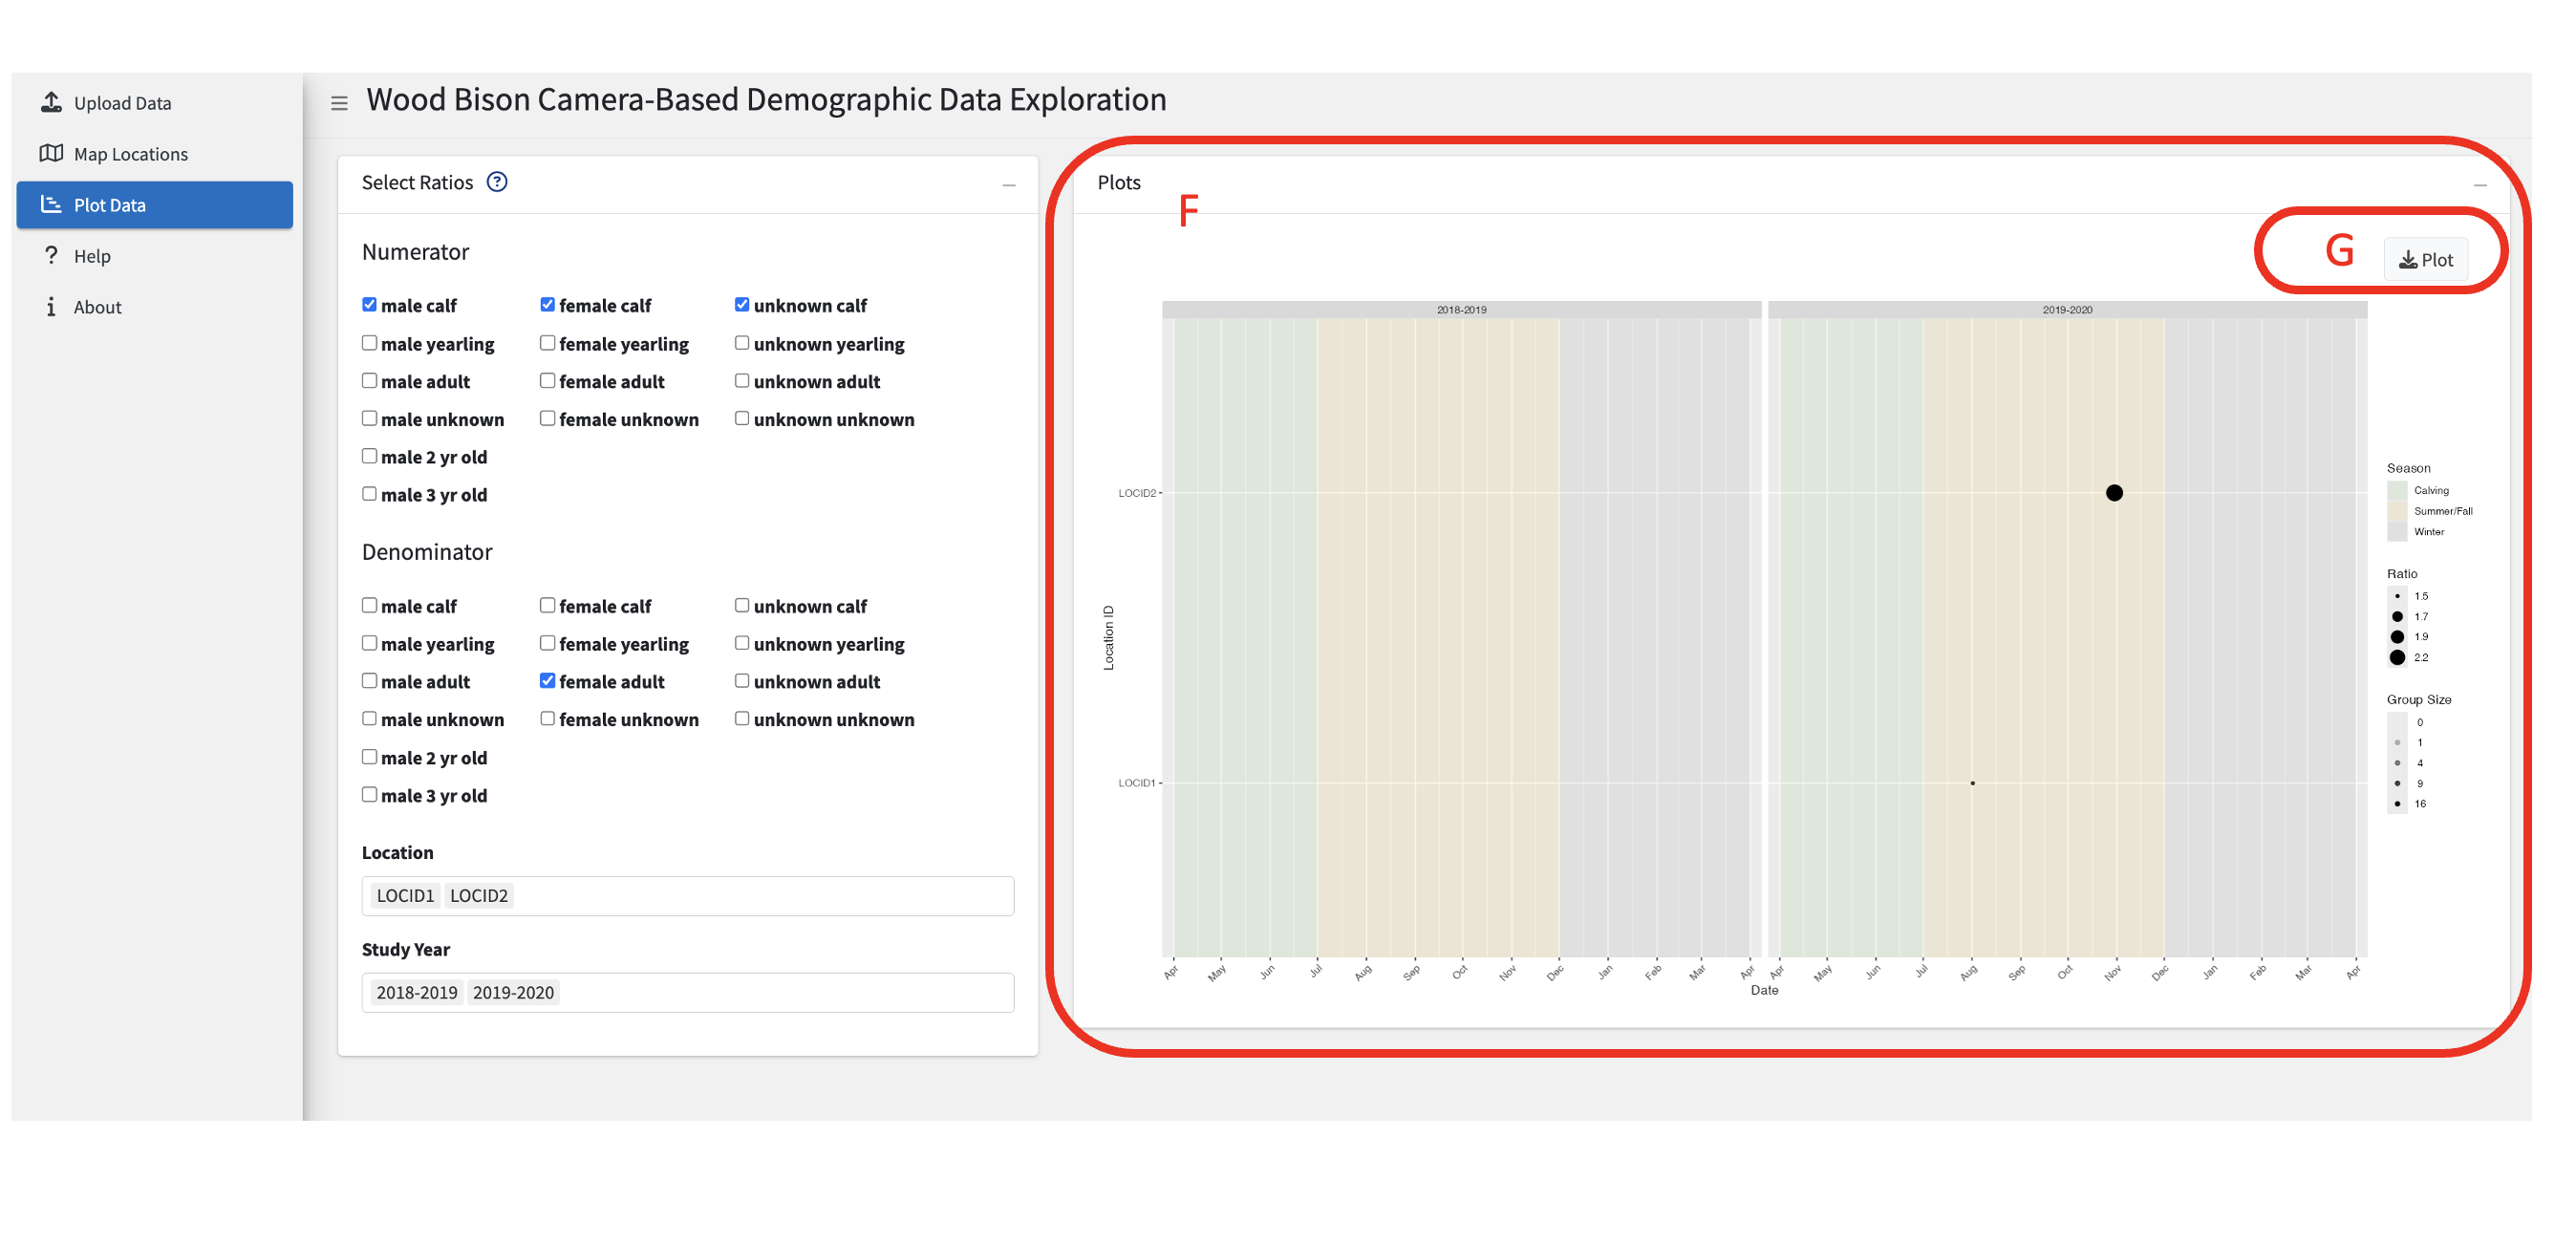 Upload Data
Map Locations
Plot Data
? Help
i About
Wood Bison Camera-Based Demographic Data Exploration
Select Ratios ?
Numerator
male calf female calf unknown calf
male yearling female yearling unknown yearling
male adult female adult unknown adult
male unknown female unknown unknown unknown
male 2 yr old
male 3 yr old
Denominator
male calf female calf unknown calf
male yearling female yearling unknown yearling
male adult female adult unknown adult
male unknown female unknown unknown unknown
male 2 yr old
male 3 yr old
Location
LOCID1 LOCID2
Study Year
2018-2019 2019-2020
Plots
F
G
Plot
2018-2019 2019-2020
LOCID2
LOCID1
Location ID
Apr May Jun Jul Aug Sep Oct Nov Dec Jan Feb Mar Apr Apr May Jun Jul Aug Sep Oct Nov Dec Jan Feb Mar Apr
Date
Season
Calving
Summer/Fall
Winter
Ratio
1.5
1.7
1.9
2.2
Group Size
0
1
4
9
16